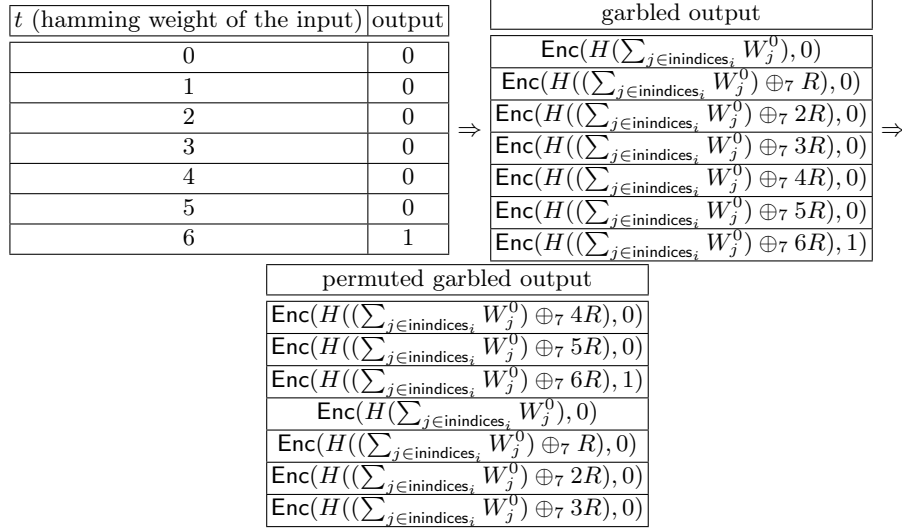 t (hamming weight of the input) output
0 0
1 0
2 0
3 0
4 0
5 0
6 1
⇒
garbled output
Enc(H(∑_{j∈inindices_i} W_j^0), 0)
Enc(H((∑_{j∈inindices_i} W_j^0) ⊕_7 R), 0)
Enc(H((∑_{j∈inindices_i} W_j^0) ⊕_7 2R), 0)
Enc(H((∑_{j∈inindices_i} W_j^0) ⊕_7 3R), 0)
Enc(H((∑_{j∈inindices_i} W_j^0) ⊕_7 4R), 0)
Enc(H((∑_{j∈inindices_i} W_j^0) ⊕_7 5R), 0)
Enc(H((∑_{j∈inindices_i} W_j^0) ⊕_7 6R), 1)
⇒
permuted garbled output
Enc(H((∑_{j∈inindices_i} W_j^0) ⊕_7 4R), 0)
Enc(H((∑_{j∈inindices_i} W_j^0) ⊕_7 5R), 0)
Enc(H((∑_{j∈inindices_i} W_j^0) ⊕_7 6R), 1)
Enc(H(∑_{j∈inindices_i} W_j^0), 0)
Enc(H((∑_{j∈inindices_i} W_j^0) ⊕_7 R), 0)
Enc(H((∑_{j∈inindices_i} W_j^0) ⊕_7 2R), 0)
Enc(H((∑_{j∈inindices_i} W_j^0) ⊕_7 3R), 0)